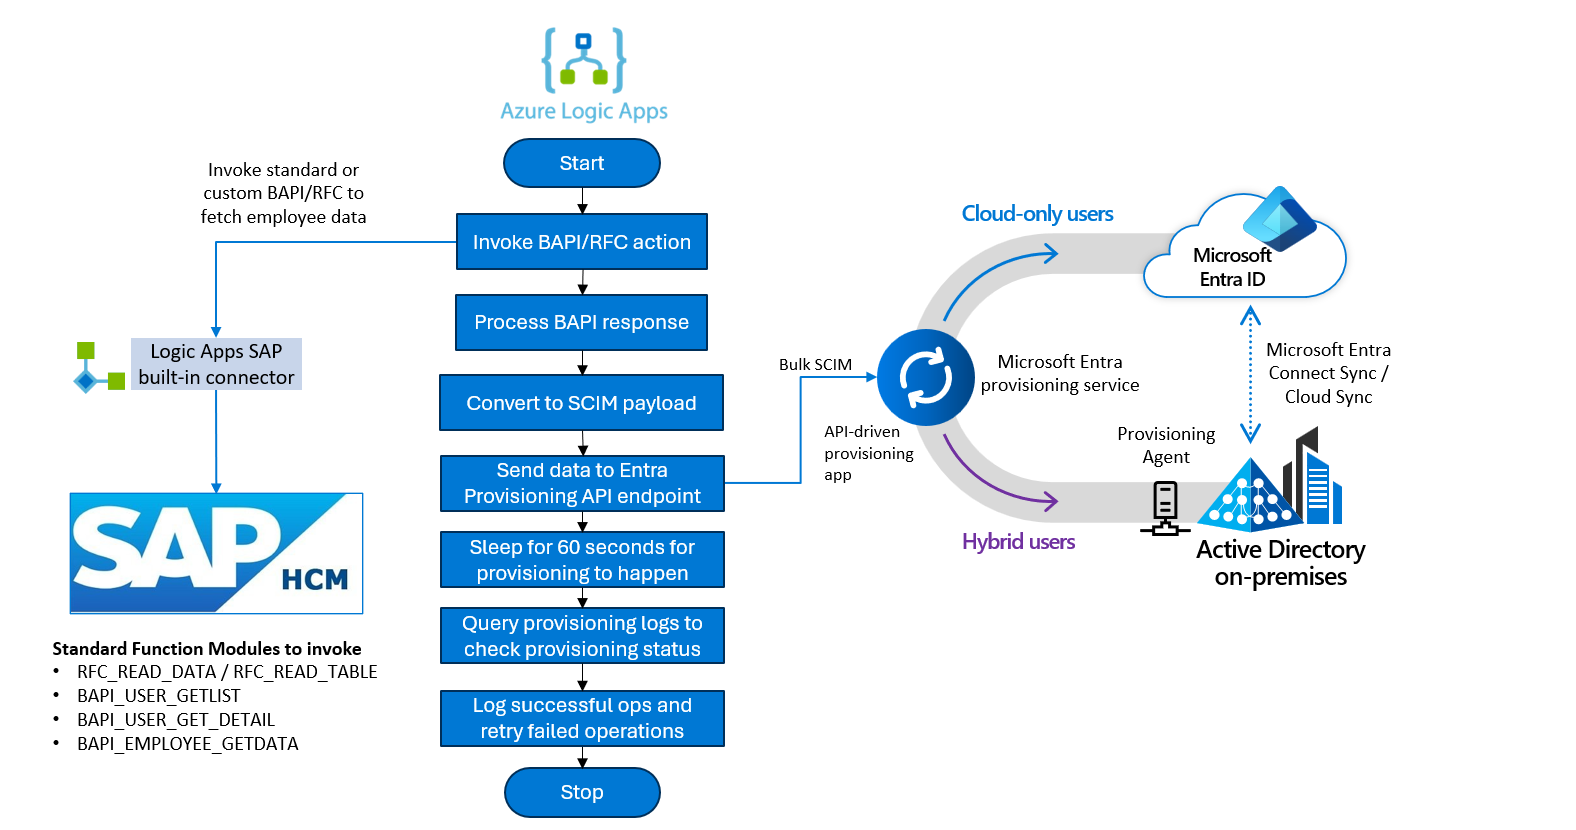 Azure Logic Apps
Start
Invoke standard or
custom BAPI/RFC to
fetch employee data
Invoke BAPI/RFC action
Process BAPI response
Logic Apps SAP
built-in connector
Convert to SCIM payload
Send data to Entra
Provisioning API endpoint
Sleep for 60 seconds for
provisioning to happen
Query provisioning logs to
check provisioning status
Log successful ops and
retry failed operations
Stop
SAP
HCM
Standard Function Modules to invoke
• RFC_READ_DATA / RFC_READ_TABLE
• BAPI_USER_GETLIST
• BAPI_USER_GET_DETAIL
• BAPI_EMPLOYEE_GETDATA
Bulk SCIM
API-driven
provisioning
app
Cloud-only users
Microsoft
Entra ID
Microsoft Entra
provisioning service
Microsoft Entra
Connect Sync /
Cloud Sync
Provisioning
Agent
Hybrid users
Active Directory
on-premises